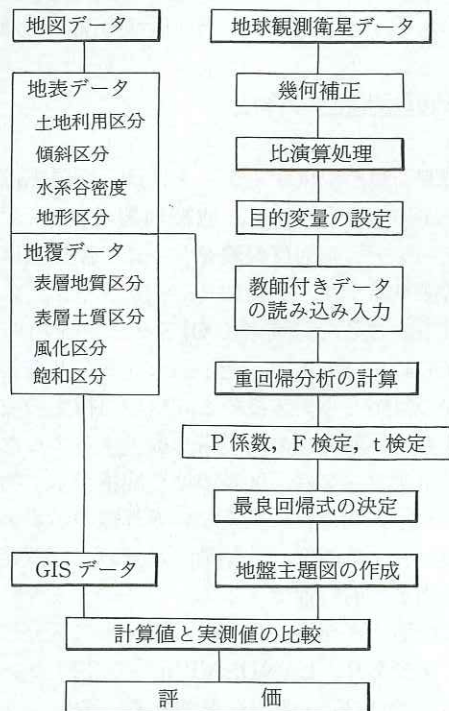 地図データ
地表データ
土地利用区分
傾斜区分
水系谷密度
地形区分
地覆データ
表層地質区分
表層土質区分
風化区分
飽和区分
GIS データ
地球観測衛星データ
幾何補正
比演算処理
目的変量の設定
教師付きデータ
の読み込み入力
重回帰分析の計算
P 係数，F 検定，t 検定
最良回帰式の決定
地盤主題図の作成
計算値と実測値の比較
評　価